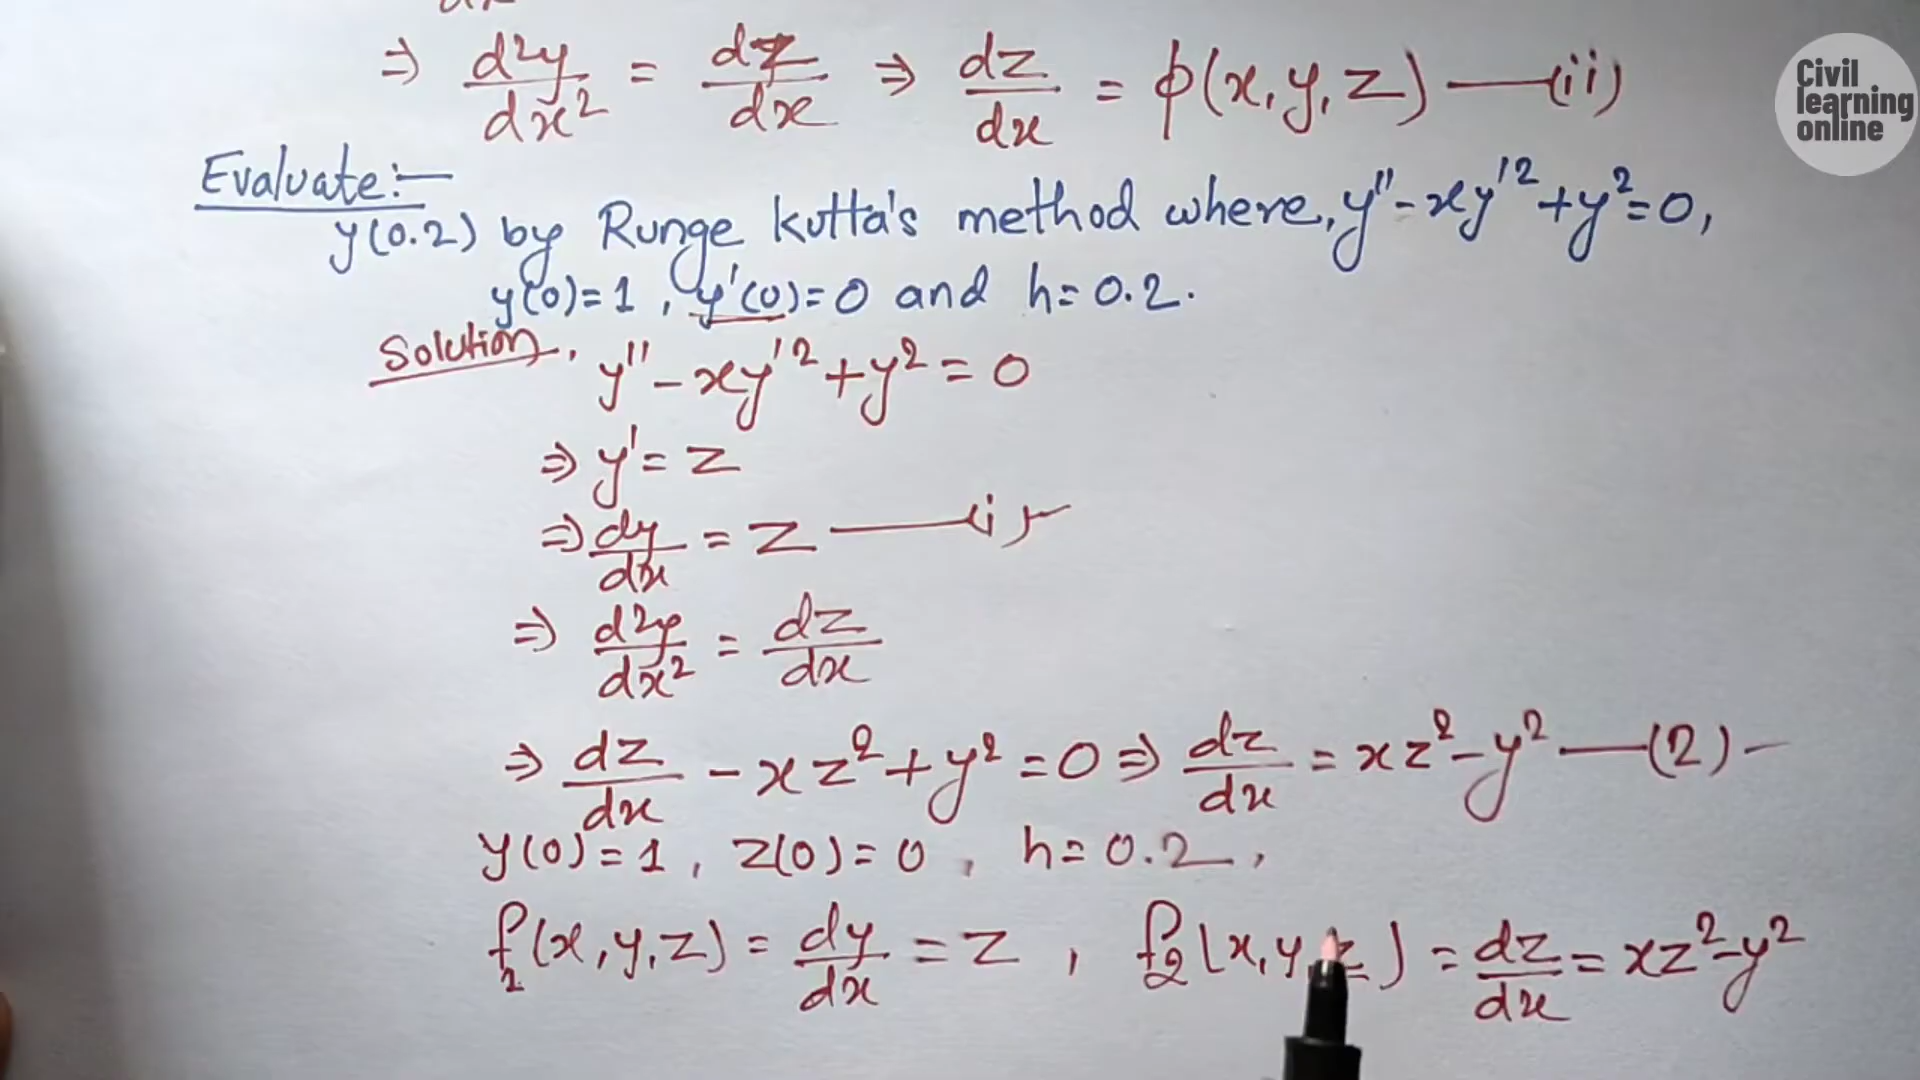 ⇒ d²y/dx² = dz/dx ⇒ dz/dx = φ(x, y, z) —(ii)
Civil
learning
online
Evaluate:—
y(0.2) by Runge Kutta's method where, y'' - xy'² + y² = 0,
y(0)=1, y'(0)=0 and h=0.2.
Solution. y'' - xy'² + y² = 0
⇒ y' = z
⇒ dy/dx = z —(i)
⇒ d²y/dx² = dz/dx
⇒ dz/dx - xz² + y² = 0 ⇒ dz/dx = xz² - y² —(2)
y(0)=1, z(0)=0, h=0.2,
f₁(x, y, z) = dy/dx = z, f₂(x, y, z) = dz/dx = xz² - y²